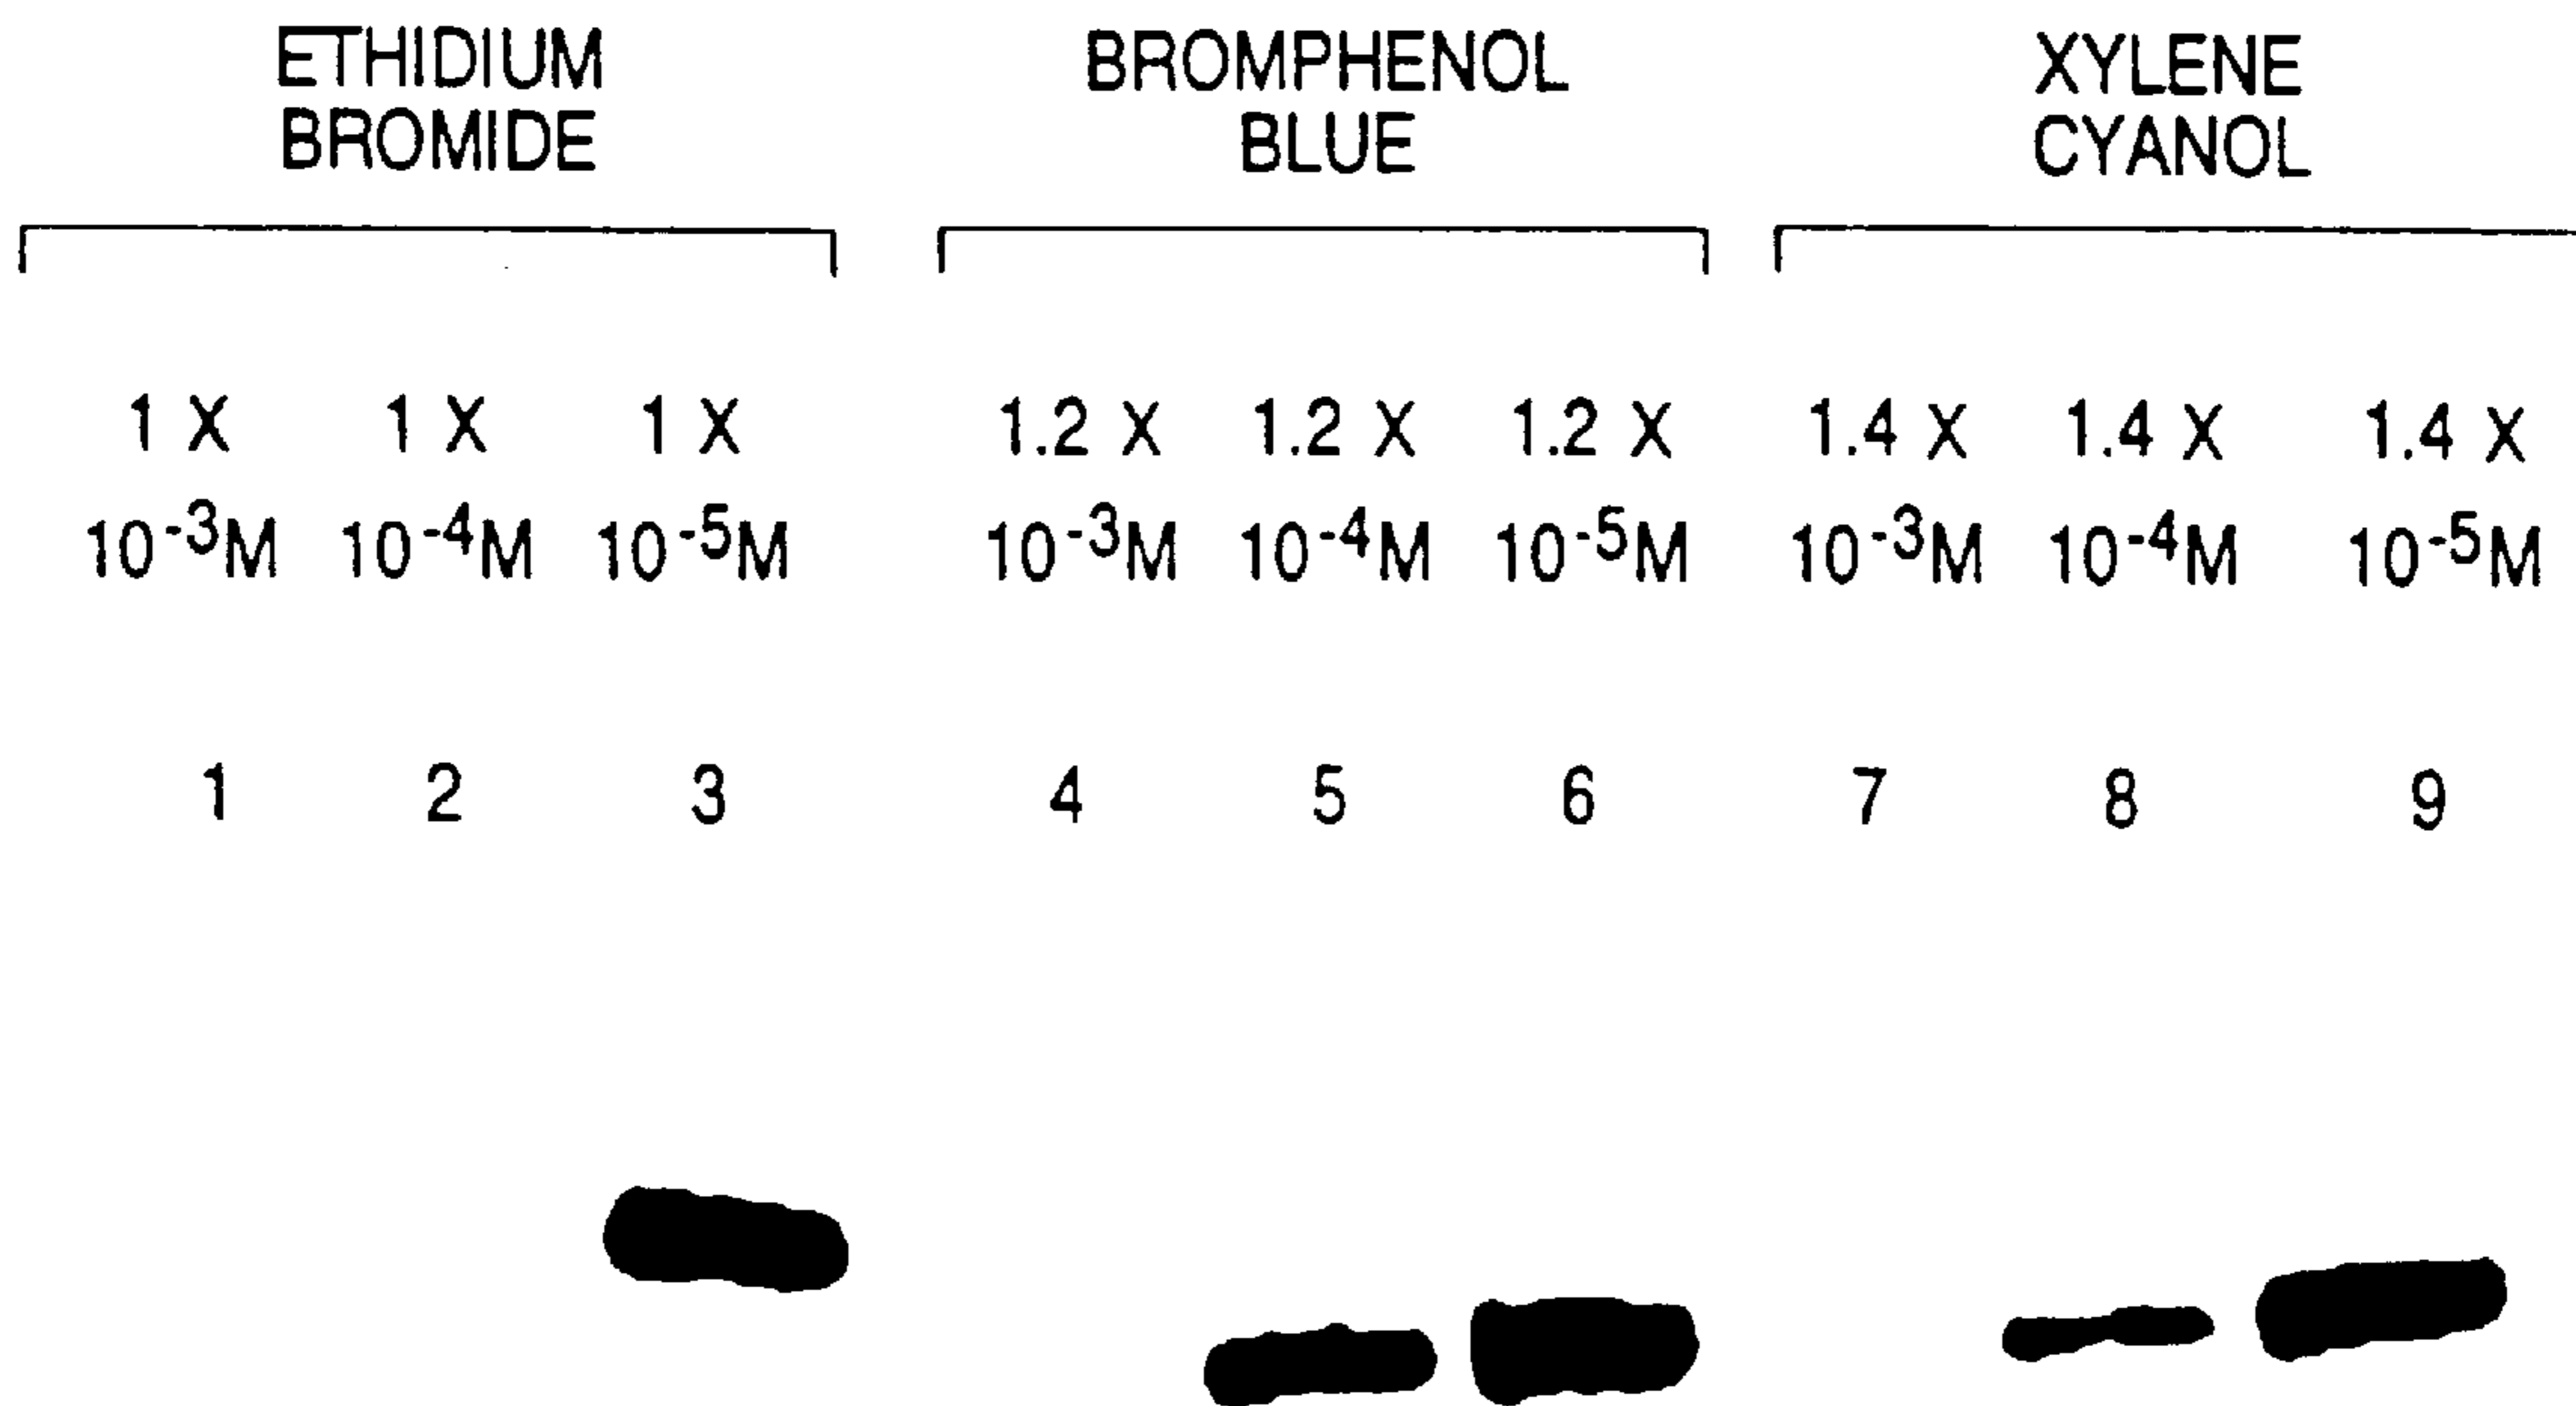 ETHIDIUM
BROMIDE
BROMPHENOL
BLUE
XYLENE
CYANOL
1 X 1 X 1 X 1.2 X 1.2 X 1.2 X 1.4 X 1.4 X 1.4 X
10⁻³M 10⁻⁴M 10⁻⁵M 10⁻³M 10⁻⁴M 10⁻⁵M 10⁻³M 10⁻⁴M 10⁻⁵M
1 2 3 4 5 6 7 8 9